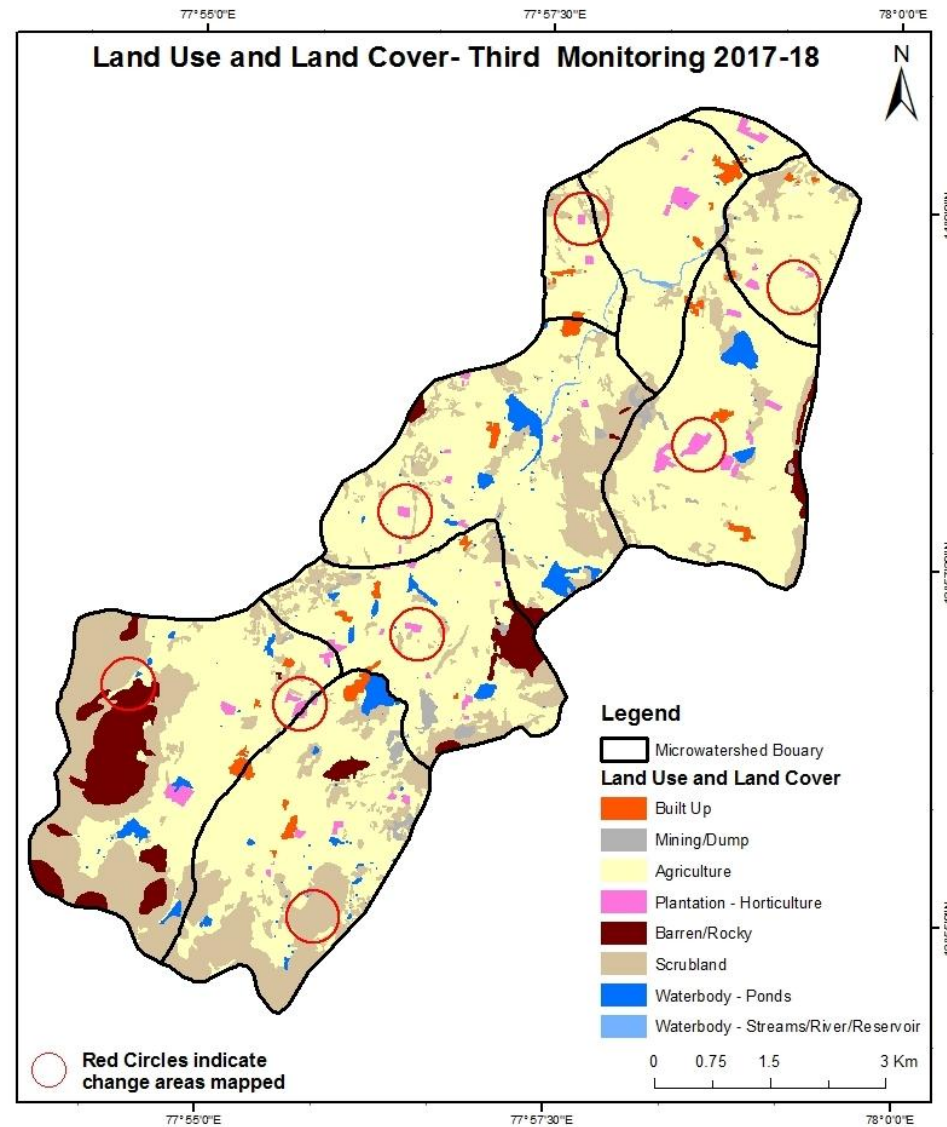 77°55'0"E 77°57'30"E 78°0'0"E
Land Use and Land Cover- Third Monitoring 2017-18
N
Legend
Microwatershed Bouary
Land Use and Land Cover
Built Up
Mining/Dump
Agriculture
Plantation - Horticulture
Barren/Rocky
Scrubland
Waterbody - Ponds
Waterbody - Streams/River/Reservoir
Red Circles indicate
change areas mapped
0 0.75 1.5 3 Km
77°55'0"E 77°57'30"E 78°0'0"E